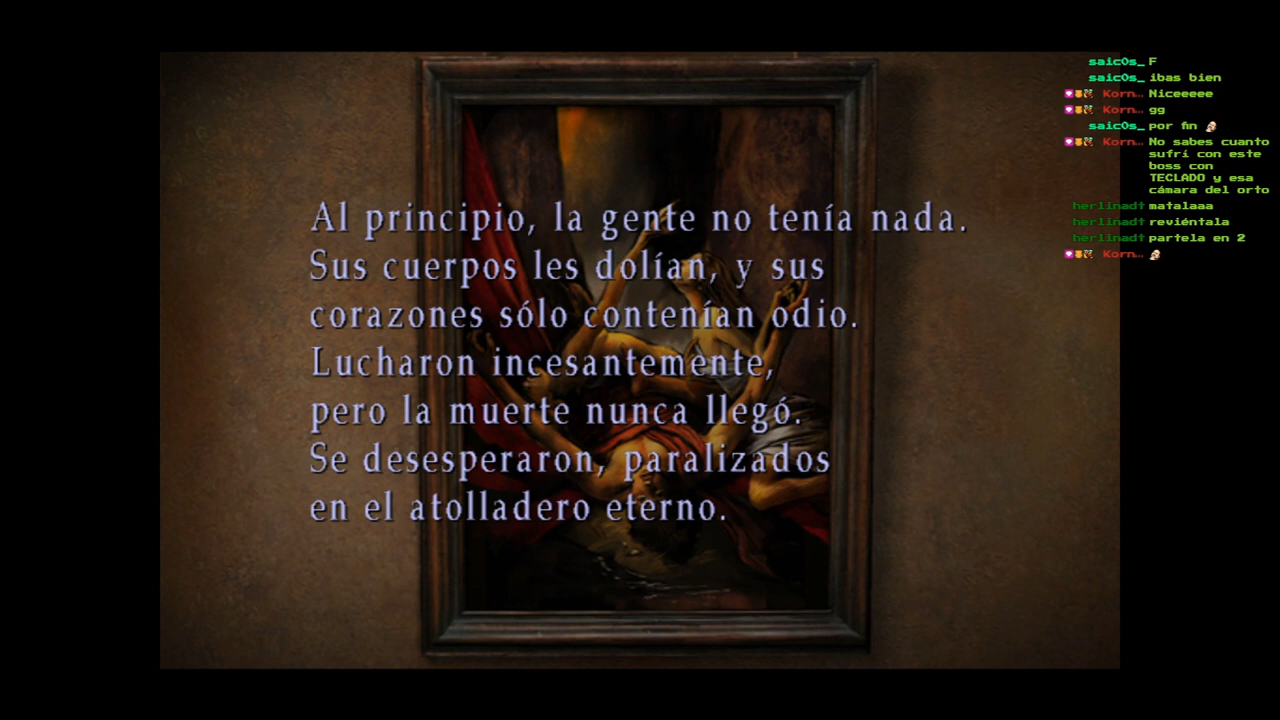 Al principio, la gente no tenía nada.
Sus cuerpos les dolían, y sus
corazones sólo contenían odio.
Lucharon incesantemente,
pero la muerte nunca llegó.
Se desesperaron, paralizados
en el atolladero eterno.
saic0s_ F
saic0s_ ibas bien
Korn... Niceeeee
Korn... gg
saic0s_ por fin
Korn... No sabes cuanto
sufrí con este
boss con
TECLADO y esa
cámara del orto
herlinadt matalaaa
herlinadt reviéntala
herlinadt partela en 2
Korn...